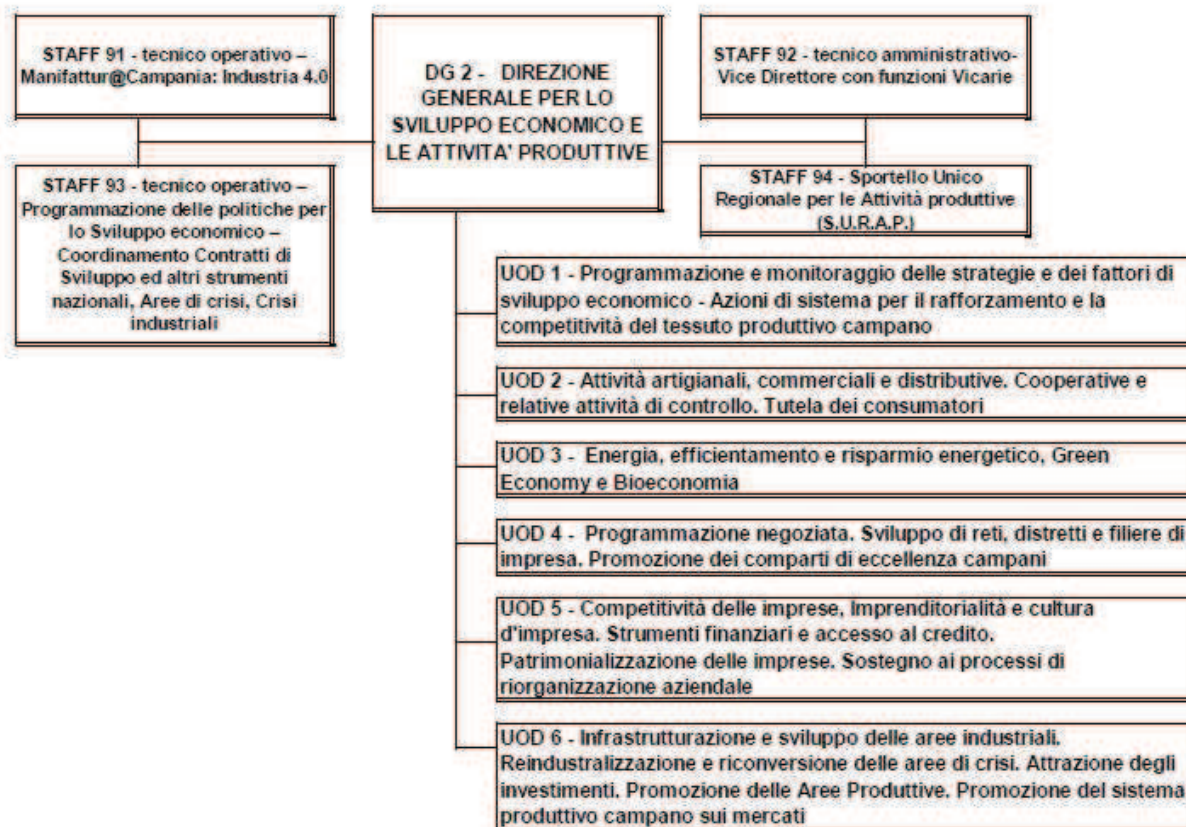 STAFF 91 - tecnico operativo –
Manifattur@Campania: Industria 4.0
DG 2 - DIREZIONE
GENERALE PER LO
SVILUPPO ECONOMICO E
LE ATTIVITA' PRODUTTIVE
STAFF 92 - tecnico amministrativo-
Vice Direttore con funzioni Vicarie
STAFF 93 - tecnico operativo –
Programmazione delle politiche per
lo Sviluppo economico –
Coordinamento Contratti di
Sviluppo ed altri strumenti
nazionali, Aree di crisi, Crisi
industriali
STAFF 94 - Sportello Unico
Regionale per le Attività produttive
(S.U.R.A.P.)
UOD 1 - Programmazione e monitoraggio delle strategie e dei fattori di
sviluppo economico - Azioni di sistema per il rafforzamento e la
competitività del tessuto produttivo campano
UOD 2 - Attività artigianali, commerciali e distributive. Cooperative e
relative attività di controllo. Tutela dei consumatori
UOD 3 - Energia, efficientamento e risparmio energetico, Green
Economy e Bioeconomia
UOD 4 - Programmazione negoziata. Sviluppo di reti, distretti e filiere di
impresa. Promozione dei comparti di eccellenza campani
UOD 5 - Competitività delle imprese, Imprenditorialità e cultura
d'impresa. Strumenti finanziari e accesso al credito.
Patrimonializzazione delle imprese. Sostegno ai processi di
riorganizzazione aziendale
UOD 6 - Infrastrutturazione e sviluppo delle aree industriali.
Reindustralizzazione e riconversione delle aree di crisi. Attrazione degli
investimenti. Promozione delle Aree Produttive. Promozione del sistema
produttivo campano sui mercati